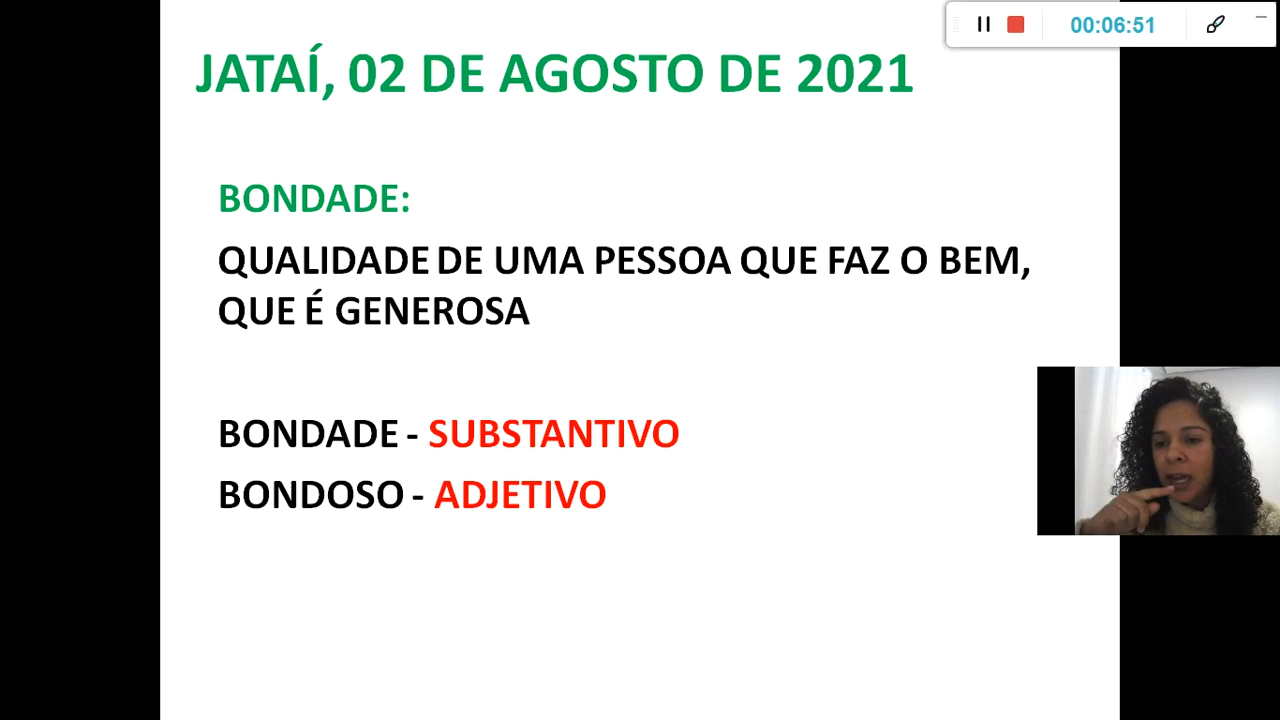 00:06:51
JATAÍ, 02 DE AGOSTO DE 2021
BONDADE:
QUALIDADE DE UMA PESSOA QUE FAZ O BEM,
QUE É GENEROSA
BONDADE - SUBSTANTIVO
BONDOSO - ADJETIVO